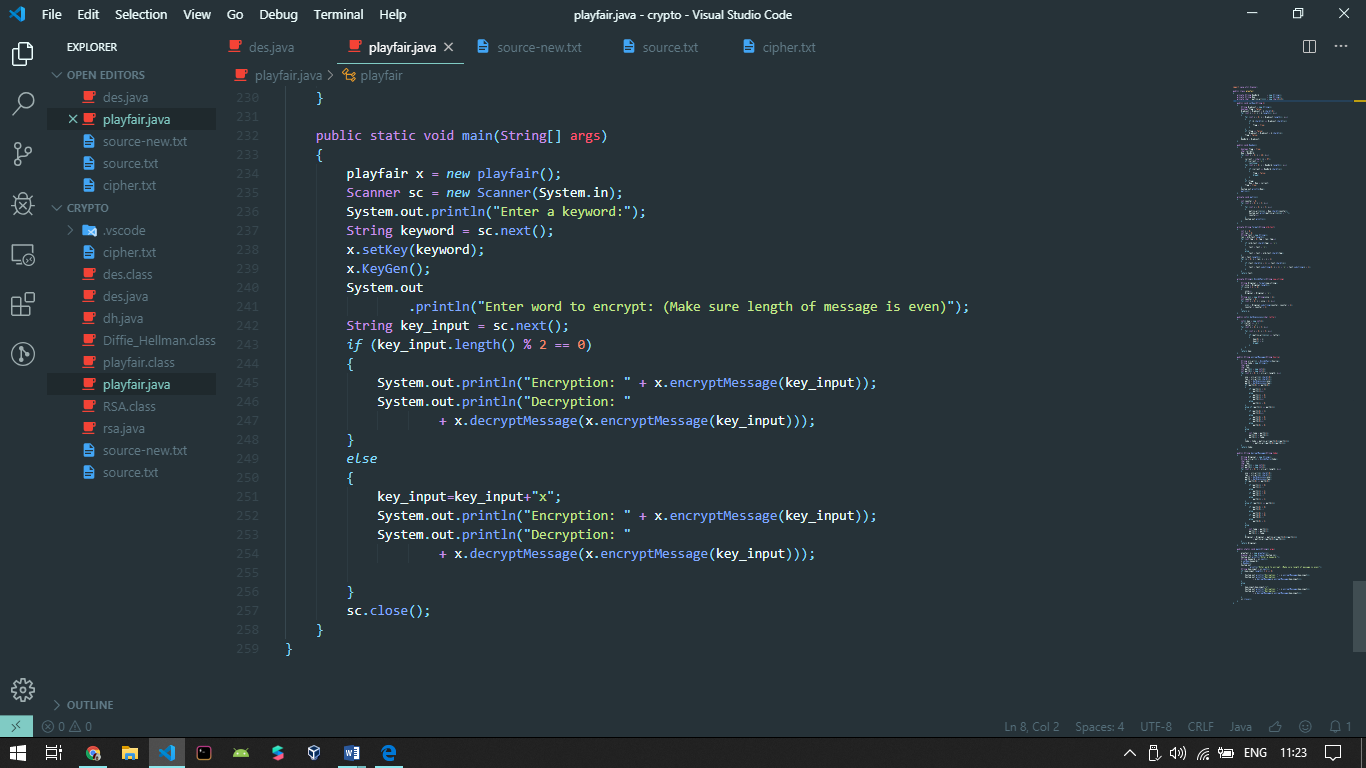 File Edit Selection View Go Debug Terminal Help
playfair.java - crypto - Visual Studio Code
EXPLORER
OPEN EDITORS
des.java
playfair.java
source-new.txt
source.txt
cipher.txt
CRYPTO
.vscode
cipher.txt
des.class
des.java
dh.java
Diffie_Hellman.class
playfair.class
playfair.java
RSA.class
rsa.java
source-new.txt
source.txt
OUTLINE
des.java playfair.java source-new.txt source.txt cipher.txt
playfair.java playfair
230 }
231
232 public static void main(String[] args)
233 {
234 playfair x = new playfair();
235 Scanner sc = new Scanner(System.in);
236 System.out.println("Enter a keyword:");
237 String keyword = sc.next();
238 x.setKey(keyword);
239 x.KeyGen();
240 System.out
241 .println("Enter word to encrypt: (Make sure length of message is even)");
242 String key_input = sc.next();
243 if (key_input.length() % 2 == 0)
244 {
245 System.out.println("Encryption: " + x.encryptMessage(key_input));
246 System.out.println("Decryption: "
247 + x.decryptMessage(x.encryptMessage(key_input)));
248 }
249 else
250 {
251 key_input=key_input+"x";
252 System.out.println("Encryption: " + x.encryptMessage(key_input));
253 System.out.println("Decryption: "
254 + x.decryptMessage(x.encryptMessage(key_input)));
255
256 }
257 sc.close();
258 }
259 }
0 0
Ln 8, Col 2 Spaces: 4 UTF-8 CRLF Java 1
ENG 11:23